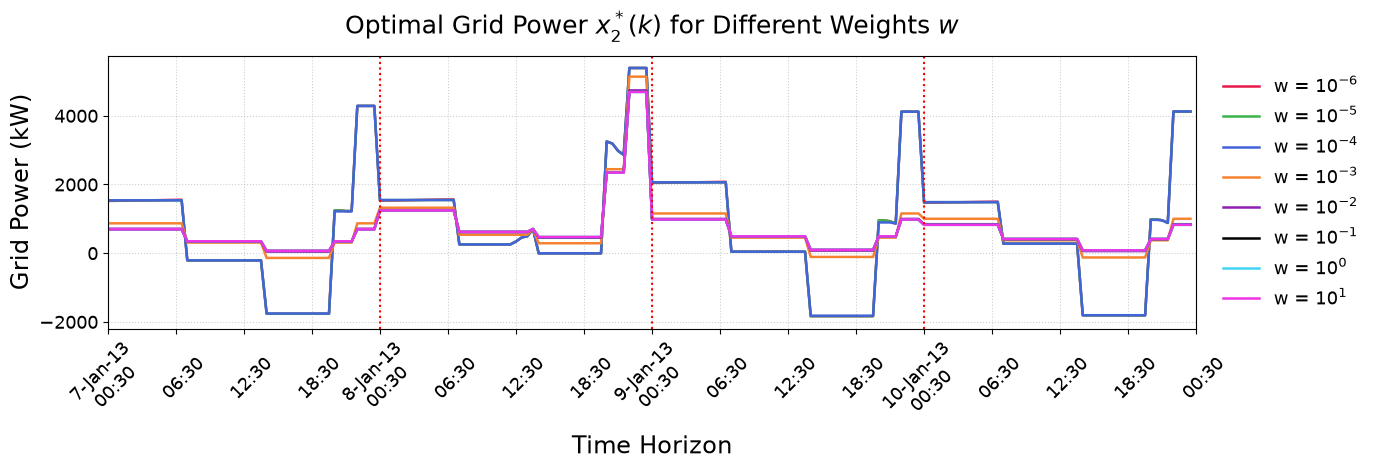 Optimal Grid Power $x_2^*(k)$ for Different Weights $w$
Grid Power (kW)
4000
2000
0
−2000
7-Jan-13
00:30
06:30
12:30
18:30
8-Jan-13
00:30
06:30
12:30
18:30
9-Jan-13
00:30
06:30
12:30
18:30
10-Jan-13
00:30
06:30
12:30
18:30
00:30
Time Horizon
w = 10⁻⁶
w = 10⁻⁵
w = 10⁻⁴
w = 10⁻³
w = 10⁻²
w = 10⁻¹
w = 10⁰
w = 10¹